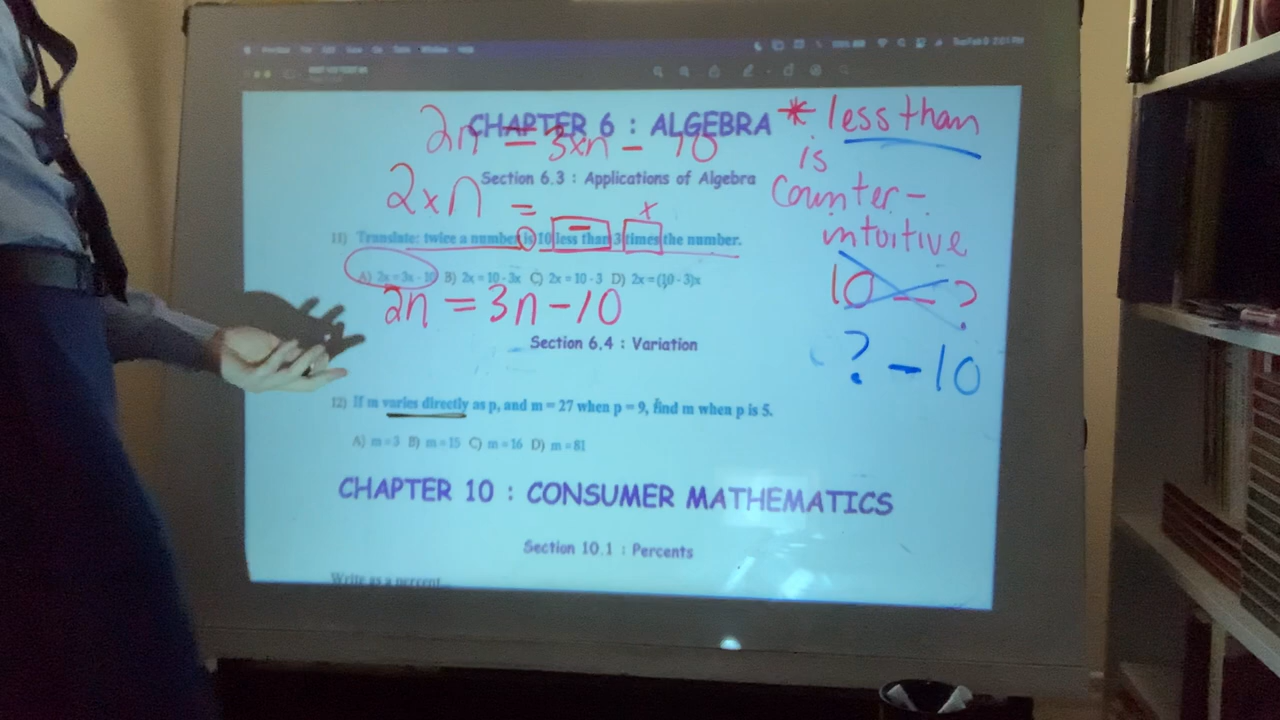 2n = 3xn - 10
CHAPTER 6 : ALGEBRA
* less than
is
counter-
intuitive
10 - ?
? - 10
Section 6.3 : Applications of Algebra
2xn =
- x
11) Translate: twice a number is 10 less than 3 times the number.
A) 2x = 3x - 10 B) 2x = 10 - 3x C) 2x = 10 - 3 D) 2x = (10 - 3)x
2n = 3n - 10
Section 6.4 : Variation
12) If m varies directly as p, and m = 27 when p = 9, find m when p is 5.
A) m = 3 B) m = 15 C) m = 16 D) m = 81
CHAPTER 10 : CONSUMER MATHEMATICS
Section 10.1 : Percents
Write as a percent.